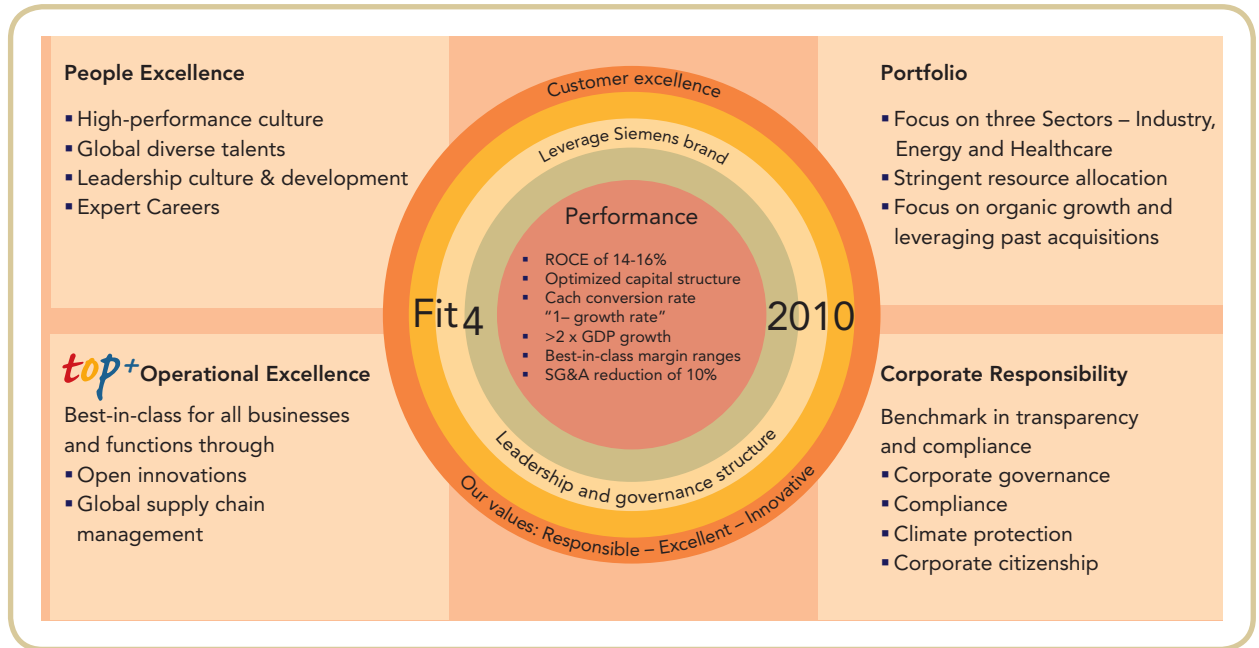 People Excellence
▪ High-performance culture
▪ Global diverse talents
▪ Leadership culture & development
▪ Expert Careers
Customer excellence
Leverage Siemens brand
Performance
▪ ROCE of 14-16%
▪ Optimized capital structure
▪ Cach conversion rate
“1– growth rate”
▪ >2 x GDP growth
▪ Best-in-class margin ranges
▪ SG&A reduction of 10%
Fit4 2010
Leadership and governance structure
Our values: Responsible – Excellent – Innovative
Portfolio
▪ Focus on three Sectors – Industry,
Energy and Healthcare
▪ Stringent resource allocation
▪ Focus on organic growth and
leveraging past acquisitions
top+ Operational Excellence
Best-in-class for all businesses
and functions through
▪ Open innovations
▪ Global supply chain
management
Corporate Responsibility
Benchmark in transparency
and compliance
▪ Corporate governance
▪ Compliance
▪ Climate protection
▪ Corporate citizenship